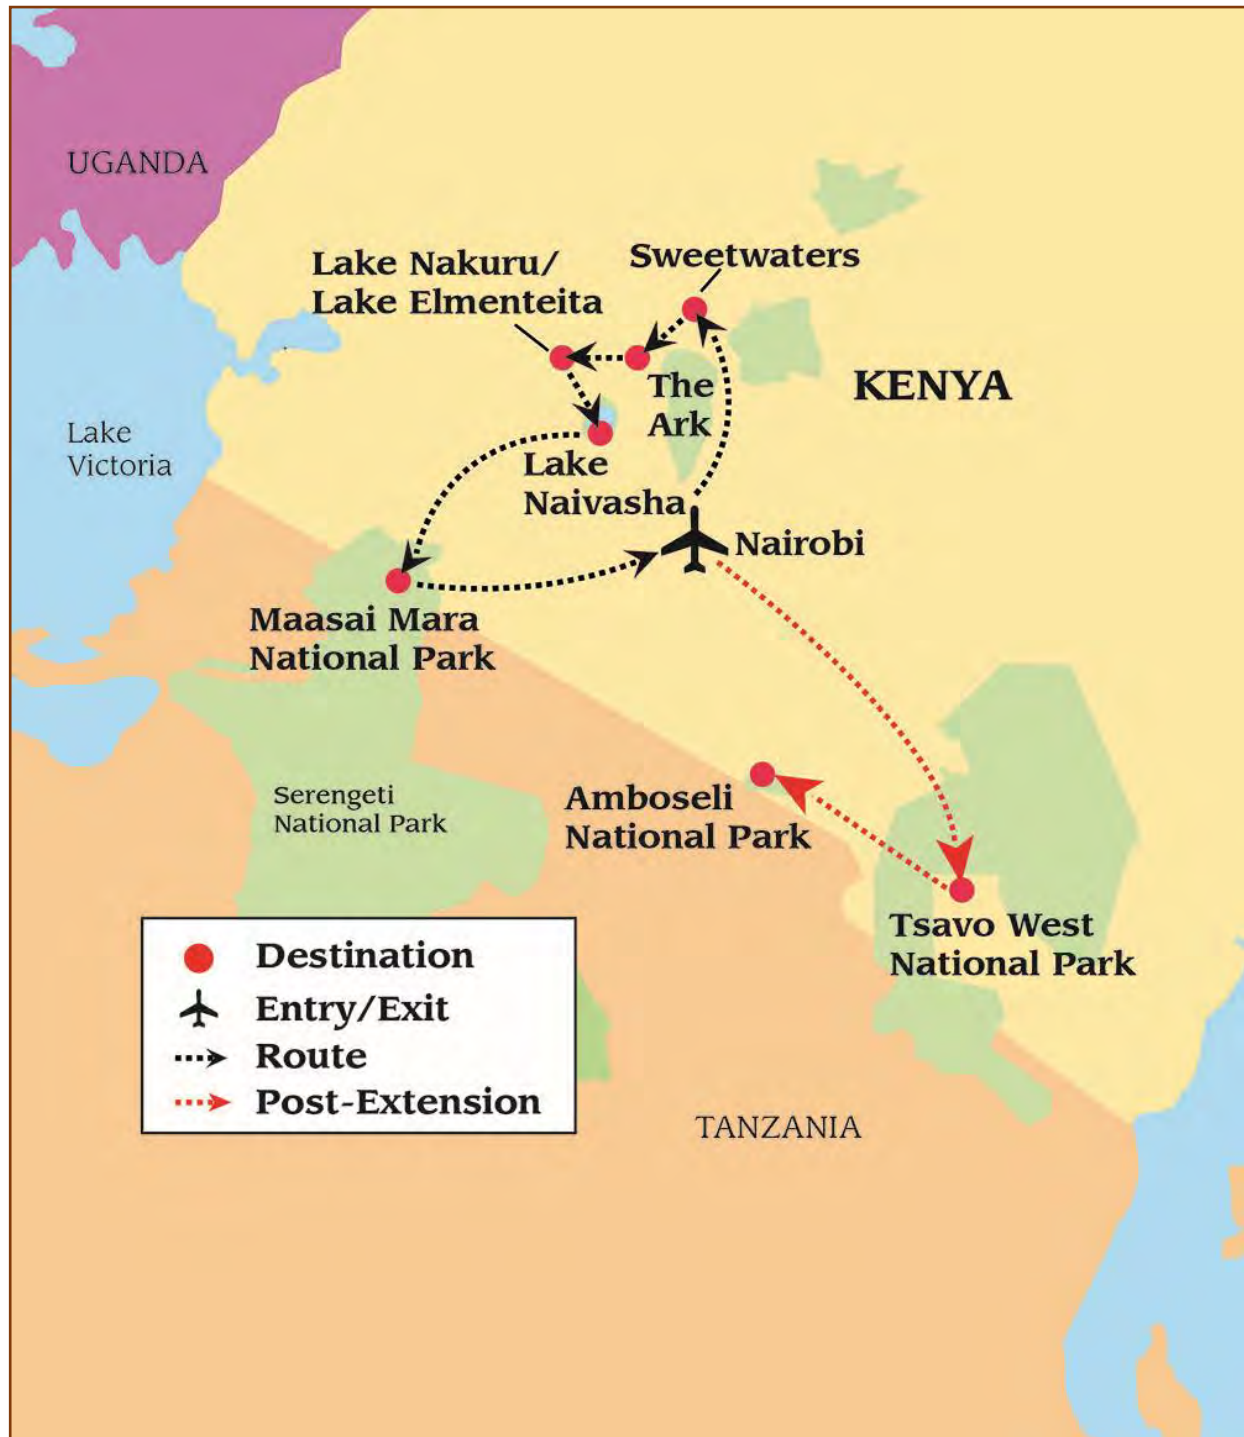 UGANDA
Sweetwaters
Lake Nakuru/
Lake Elmenteita
The
Ark
KENYA
Lake
Victoria
Lake
Naivasha
Nairobi
Maasai Mara
National Park
Serengeti
National Park
Amboseli
National Park
Tsavo West
National Park
Destination
Entry/Exit
Route
Post-Extension
TANZANIA